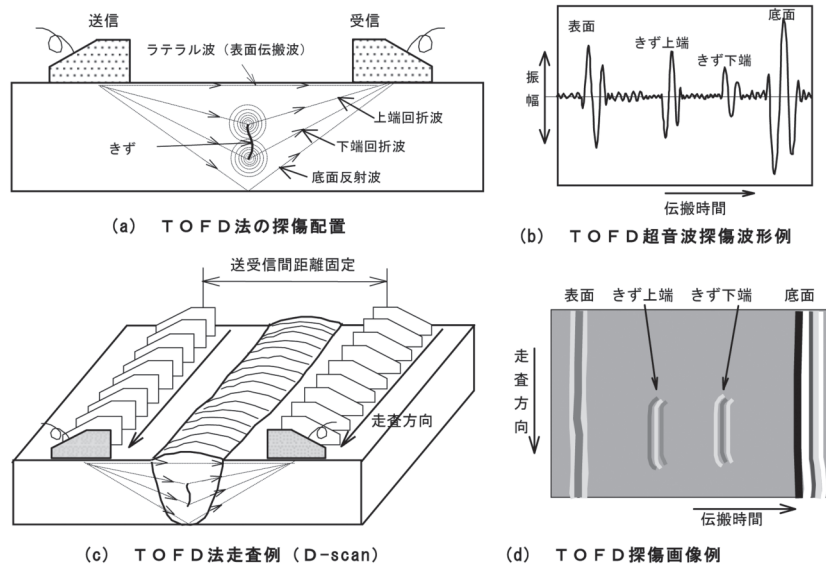 送信
受信
ラテラル波（表面伝搬波）
上端回折波
きず
下端回折波
底面反射波
(a) ＴＯＦＤ法の探傷配置
底面
表面
きず上端
きず下端
振幅
伝搬時間
(b) ＴＯＦＤ超音波探傷波形例
送受信間距離固定
走査方向
(c) ＴＯＦＤ法走査例（D-scan）
表面
きず上端
きず下端
底面
走査方向
伝搬時間
(d) ＴＯＦＤ探傷画像例